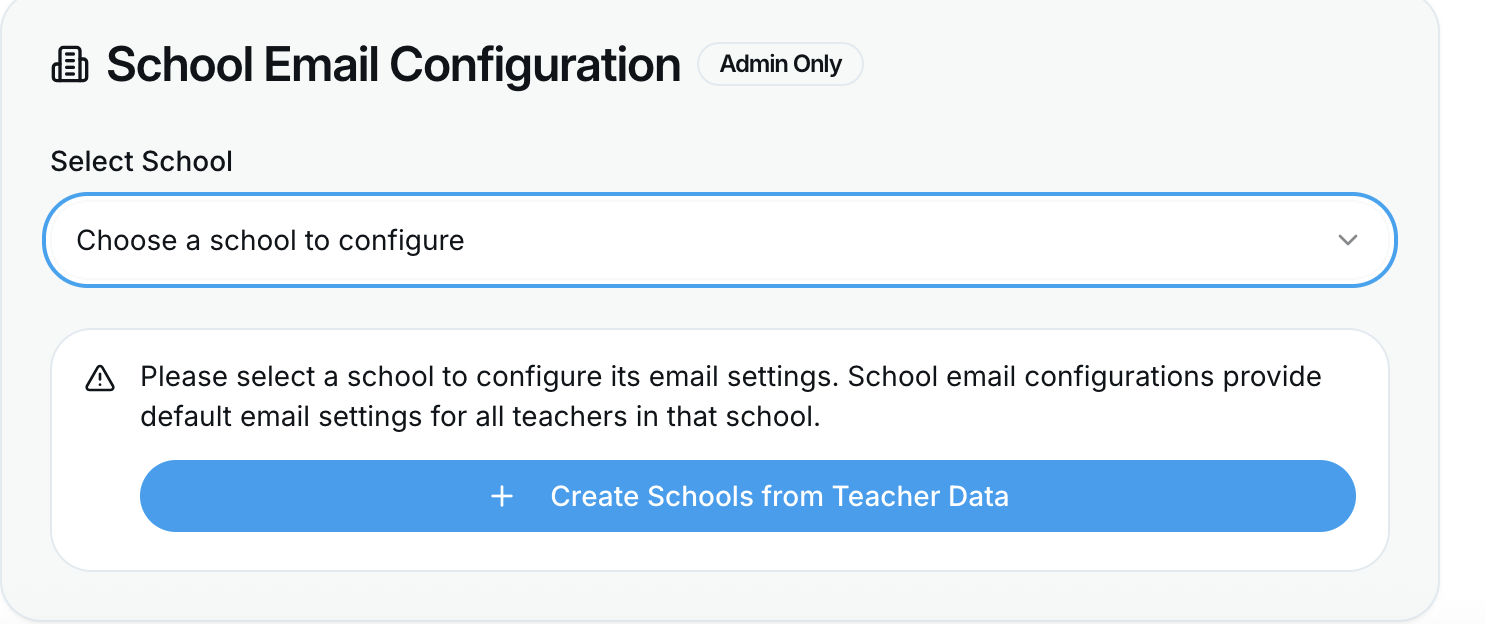 School Email Configuration Admin Only
Select School
Choose a school to configure
Please select a school to configure its email settings. School email configurations provide
default email settings for all teachers in that school.
Create Schools from Teacher Data